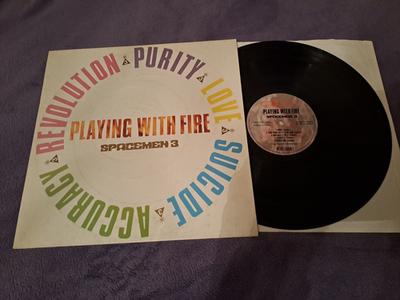 REVOLUTION
PURITY
LOVE
SUICIDE
ACCURACY
PLAYING WITH FIRE
SPACEMEN 3
PLAYING WITH FIRE
SPACEMEN 3